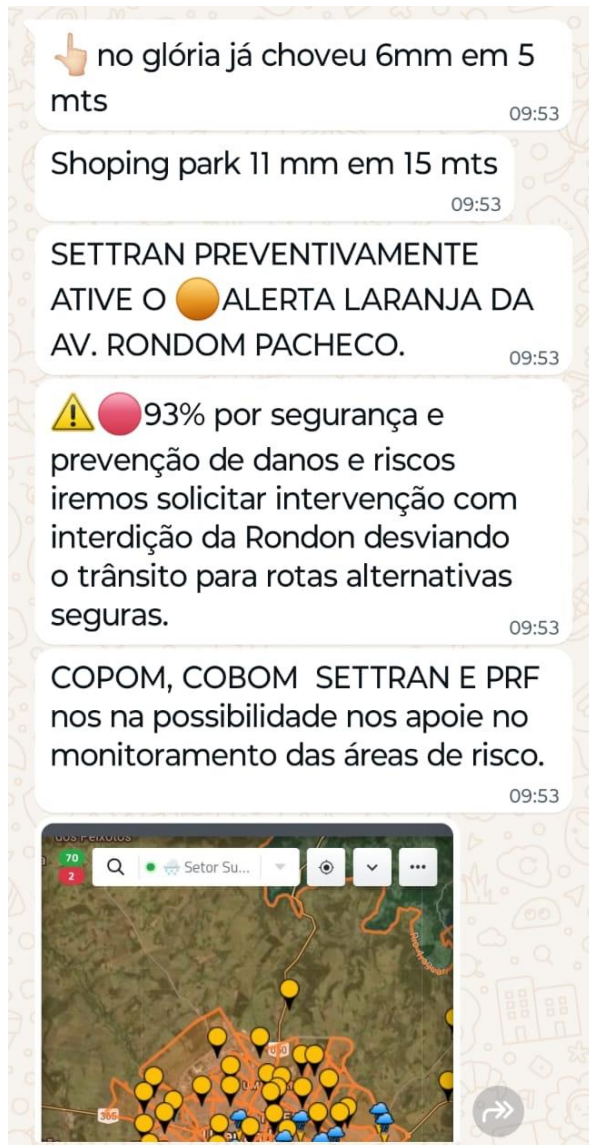 👆🏻 no glória já choveu 6mm em 5
mts
09:53
Shoping park 11 mm em 15 mts
09:53
SETTRAN PREVENTIVAMENTE
ATIVE O 🟠ALERTA LARANJA DA
AV. RONDOM PACHECO.
09:53
⚠️🔴93% por segurança e
prevenção de danos e riscos
iremos solicitar intervenção com
interdição da Rondon desviando
o trânsito para rotas alternativas
seguras.
09:53
COPOM, COBOM SETTRAN E PRF
nos na possibilidade nos apoie no
monitoramento das áreas de risco.
09:53
70
2
Setor Su...
050
365